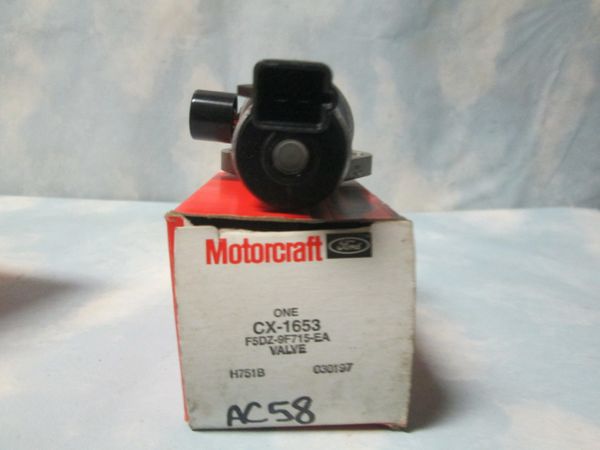 Motorcraft Ford
ONE
CX-1653
F5DZ-9F715-EA
VALVE
H751B 030197
AC58